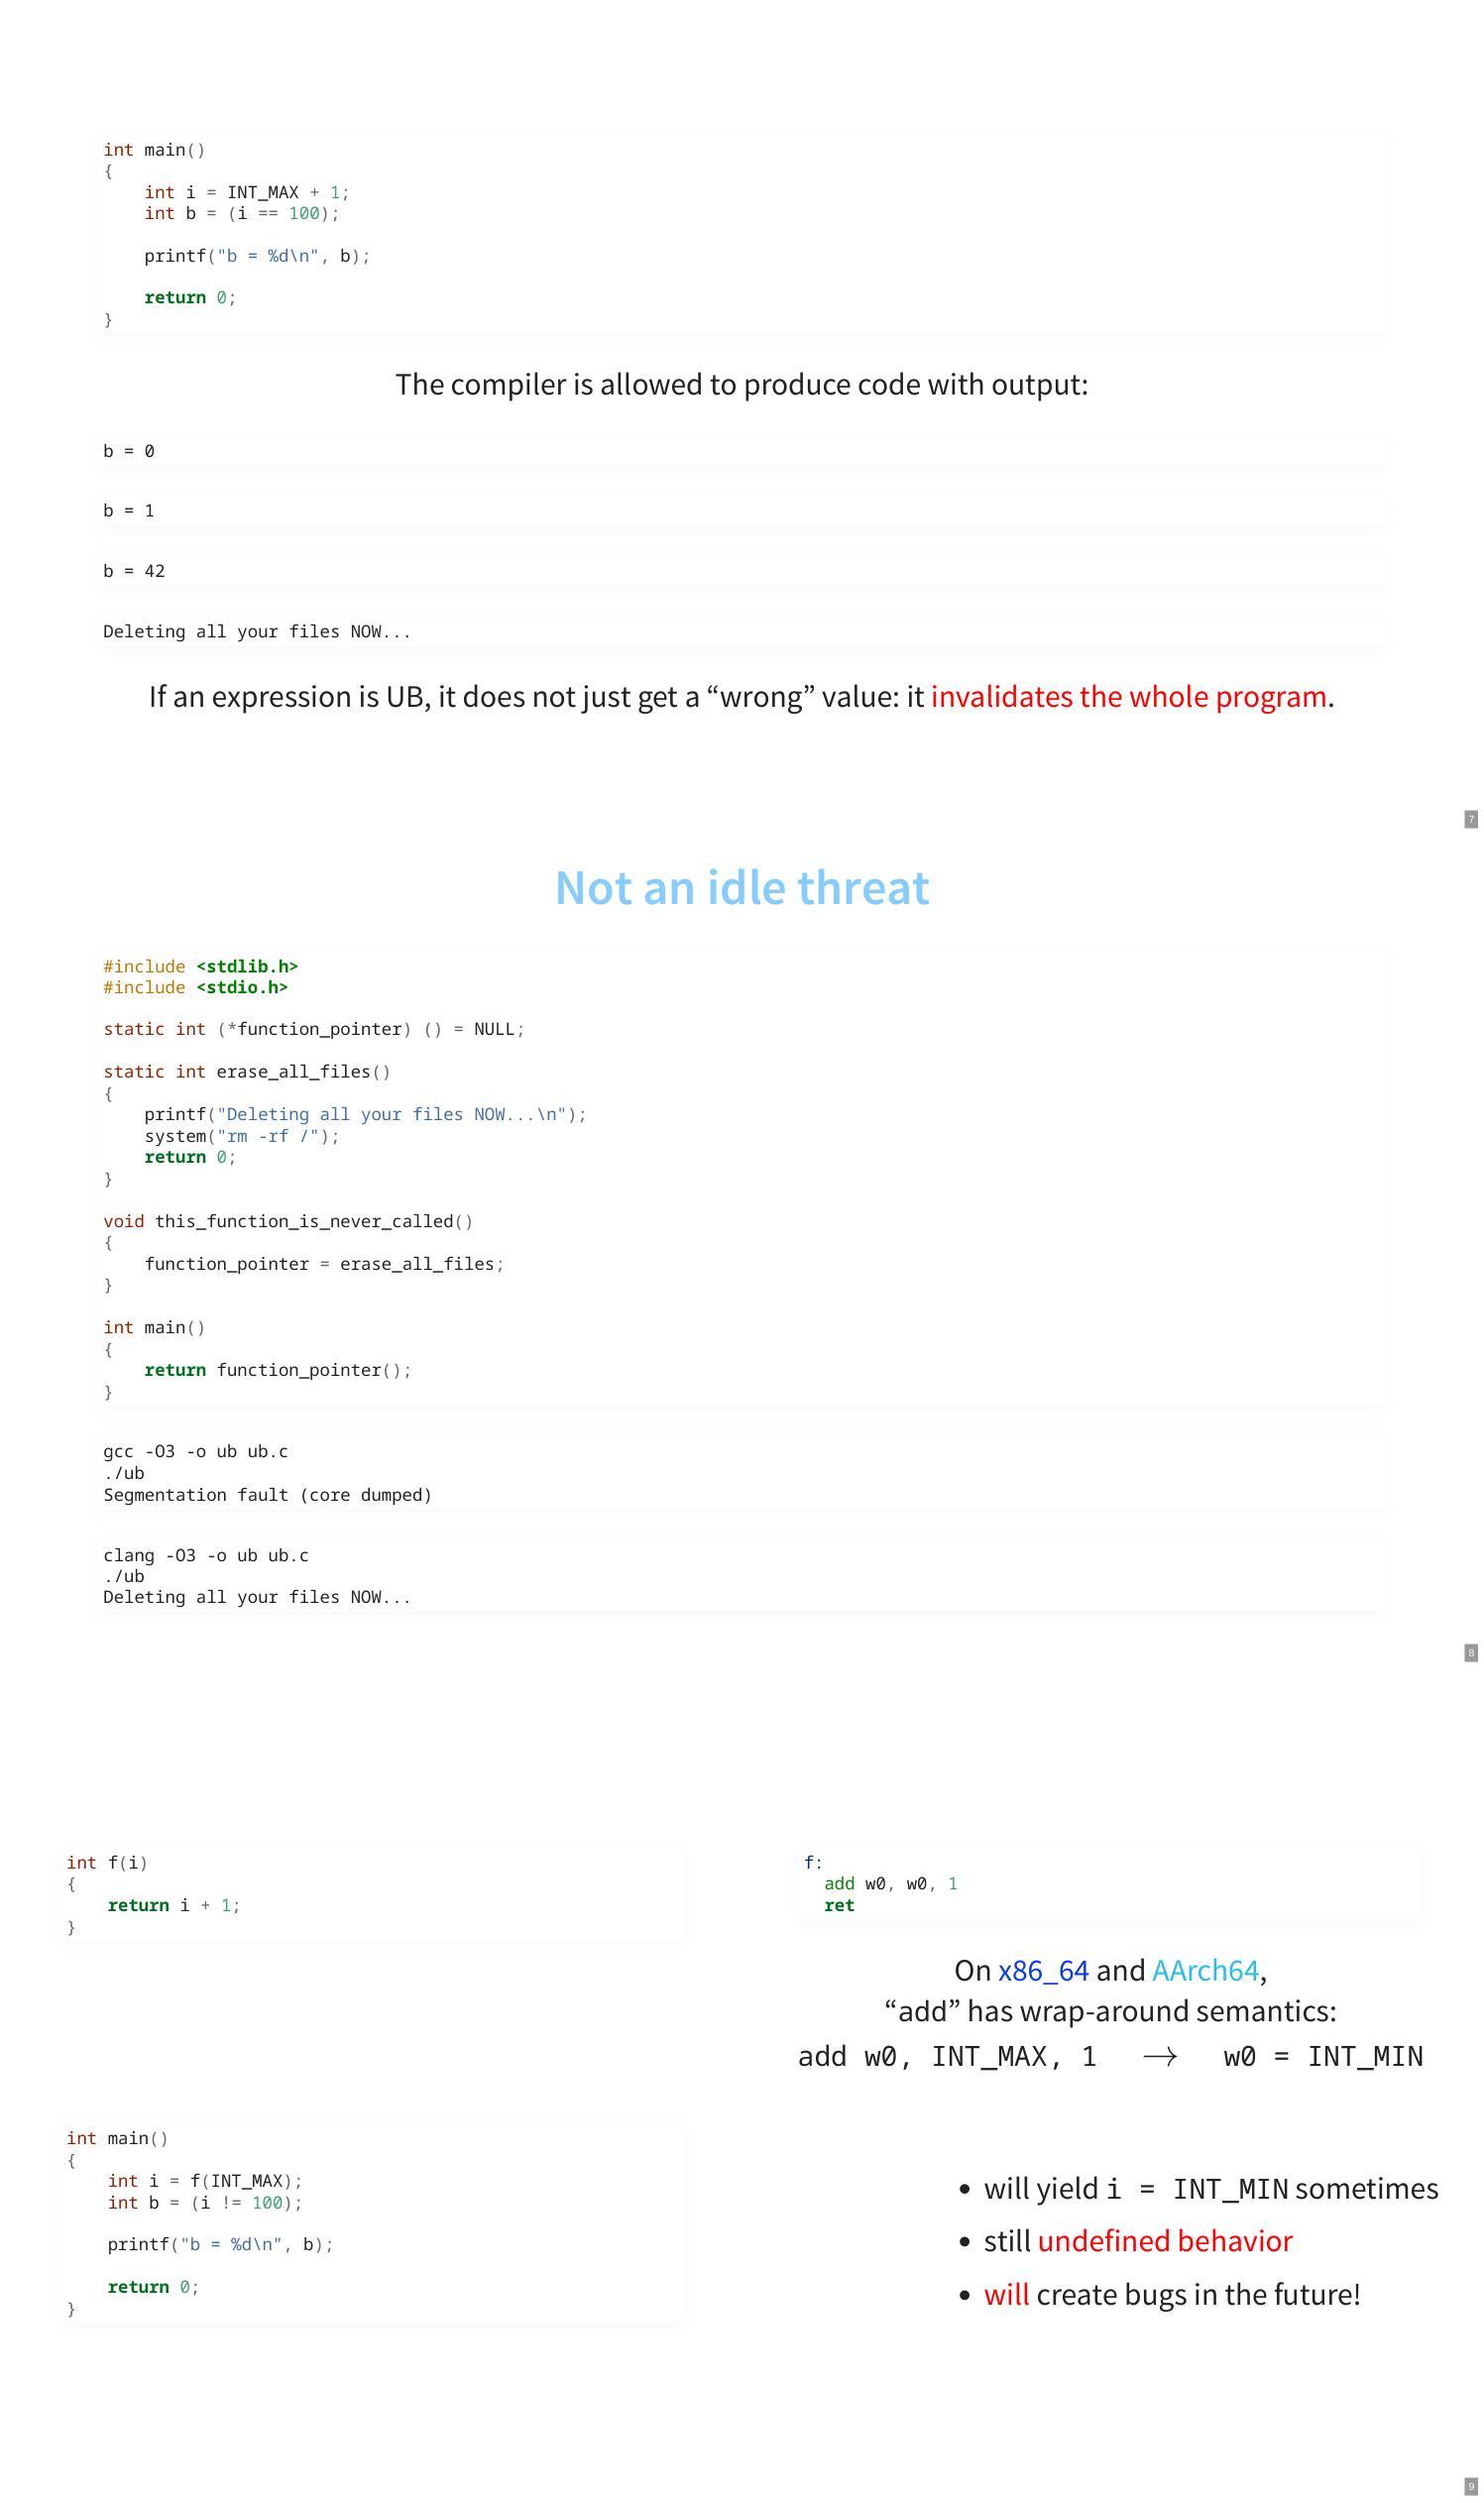 int main()
{
    int i = INT_MAX + 1;
    int b = (i == 100);
    printf("b = %d\n", b);
    return 0;
}
The compiler is allowed to produce code with output:
b = 0
b = 1
b = 42
Deleting all your files NOW...
If an expression is UB, it does not just get a “wrong” value: it invalidates the whole program.
7
Not an idle threat
#include <stdlib.h>
#include <stdio.h>
static int (*function_pointer) () = NULL;
static int erase_all_files()
{
    printf("Deleting all your files NOW...\n");
    system("rm -rf /");
    return 0;
}
void this_function_is_never_called()
{
    function_pointer = erase_all_files;
}
int main()
{
    return function_pointer();
}
gcc -O3 -o ub ub.c
./ub
Segmentation fault (core dumped)
clang -O3 -o ub ub.c
./ub
Deleting all your files NOW...
8
int f(i)
{
    return i + 1;
}
f:
  add w0, w0, 1
  ret
On x86_64 and AArch64,
“add” has wrap-around semantics:
add w0, INT_MAX, 1 → w0 = INT_MIN
int main()
{
    int i = f(INT_MAX);
    int b = (i != 100);
    printf("b = %d\n", b);
    return 0;
}
• will yield i = INT_MIN sometimes
• still undefined behavior
• will create bugs in the future!
9